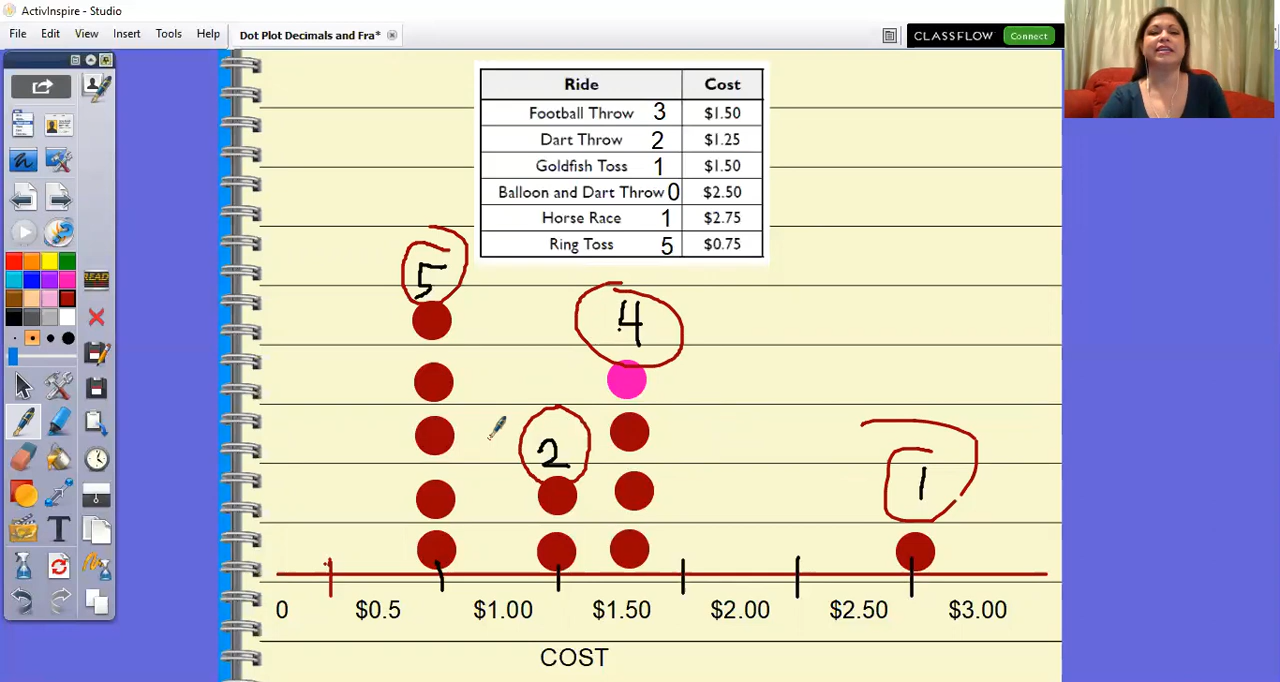 ActivInspire - Studio
File Edit View Insert Tools Help
Dot Plot Decimals and Fra*
CLASSFLOW Connect
Ride Cost
Football Throw 3 $1.50
Dart Throw 2 $1.25
Goldfish Toss 1 $1.50
Balloon and Dart Throw 0 $2.50
Horse Race 1 $2.75
Ring Toss 5 $0.75
READ
5
4
2
1
0 $0.5 $1.00 $1.50 $2.00 $2.50 $3.00
COST